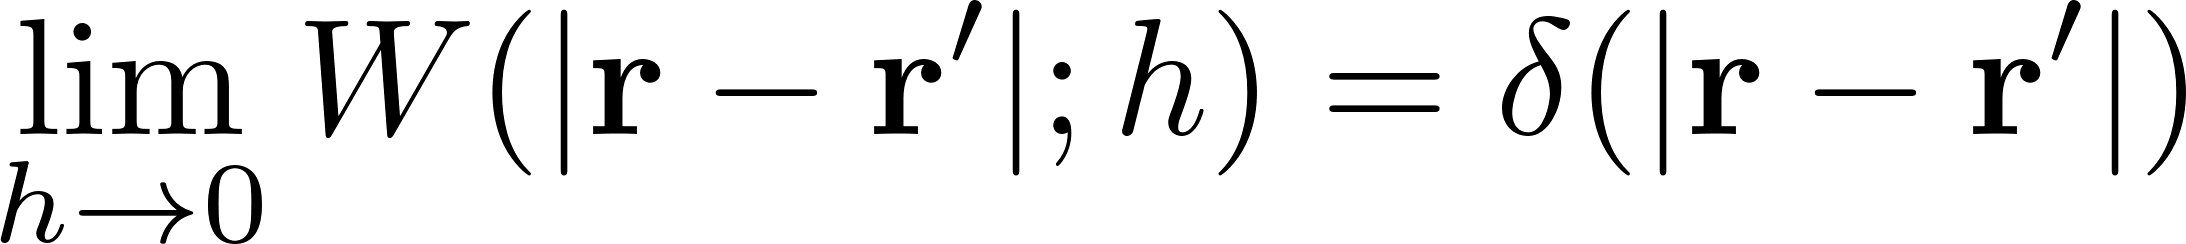 lim W(|r − r′|; h) = δ(|r − r′|)
h→0